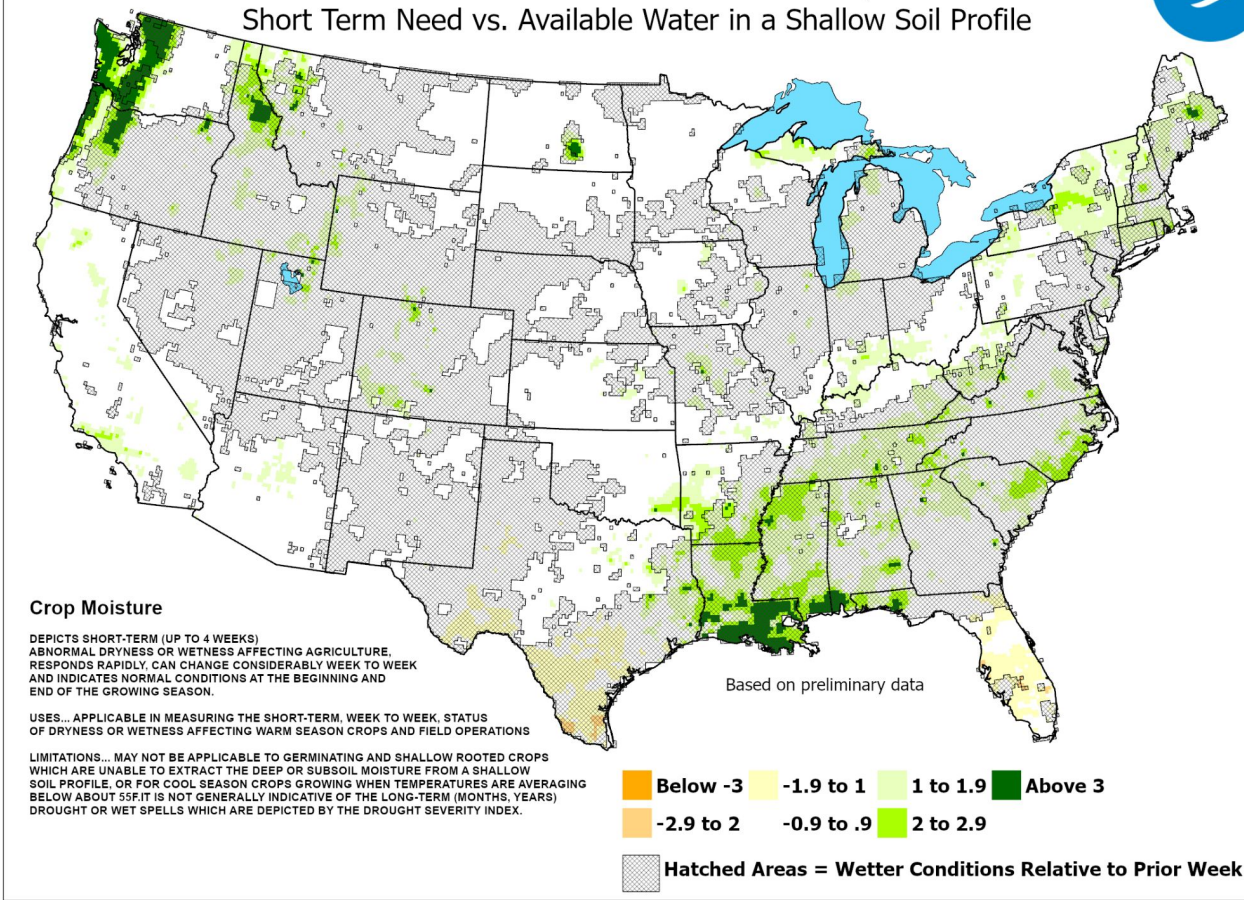 Short Term Need vs. Available Water in a Shallow Soil Profile
Crop Moisture
DEPICTS SHORT-TERM (UP TO 4 WEEKS)
ABNORMAL DRYNESS OR WETNESS AFFECTING AGRICULTURE,
RESPONDS RAPIDLY, CAN CHANGE CONSIDERABLY WEEK TO WEEK
AND INDICATES NORMAL CONDITIONS AT THE BEGINNING AND
END OF THE GROWING SEASON.
USES... APPLICABLE IN MEASURING THE SHORT-TERM, WEEK TO WEEK, STATUS
OF DRYNESS OR WETNESS AFFECTING WARM SEASON CROPS AND FIELD OPERATIONS
LIMITATIONS... MAY NOT BE APPLICABLE TO GERMINATING AND SHALLOW ROOTED CROPS
WHICH ARE UNABLE TO EXTRACT THE DEEP OR SUBSOIL MOISTURE FROM A SHALLOW
SOIL PROFILE, OR FOR COOL SEASON CROPS GROWING WHEN TEMPERATURES ARE AVERAGING
BELOW ABOUT 55F.IT IS NOT GENERALLY INDICATIVE OF THE LONG-TERM (MONTHS, YEARS)
DROUGHT OR WET SPELLS WHICH ARE DEPICTED BY THE DROUGHT SEVERITY INDEX.
Based on preliminary data
Below -3 -1.9 to 1 1 to 1.9 Above 3
-2.9 to 2 -0.9 to .9 2 to 2.9
Hatched Areas = Wetter Conditions Relative to Prior Week